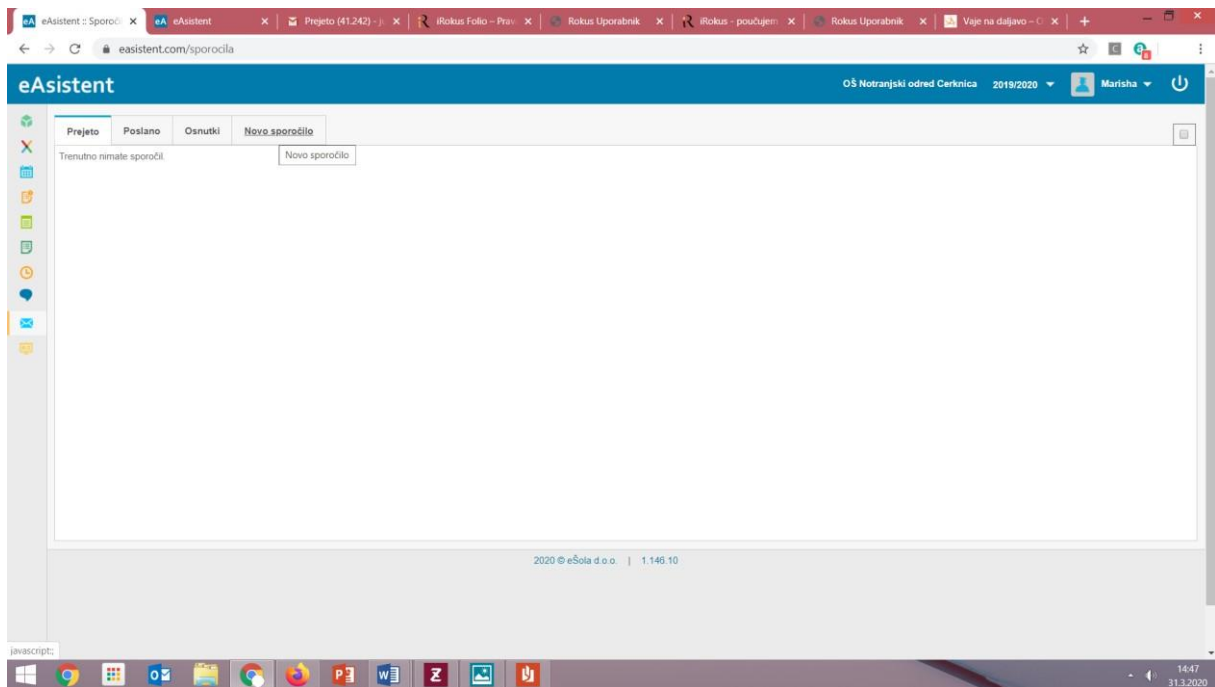 eAsistent :: Sporoč
eAsistent
Prejeto (41.242) - ju
iRokus Folio – Prav
Rokus Uporabnik
iRokus - poučujem
Rokus Uporabnik
Vaje na daljavo – O
easistent.com/sporocila
eAsistent
OŠ Notranjski odred Cerknica 2019/2020 Marisha
Prejeto Poslano Osnutki Novo sporočilo
Trenutno nimate sporočil.
Novo sporočilo
2020 © eŠola d.o.o. | 1.146.10
javascript:;
14:47
31.3.2020